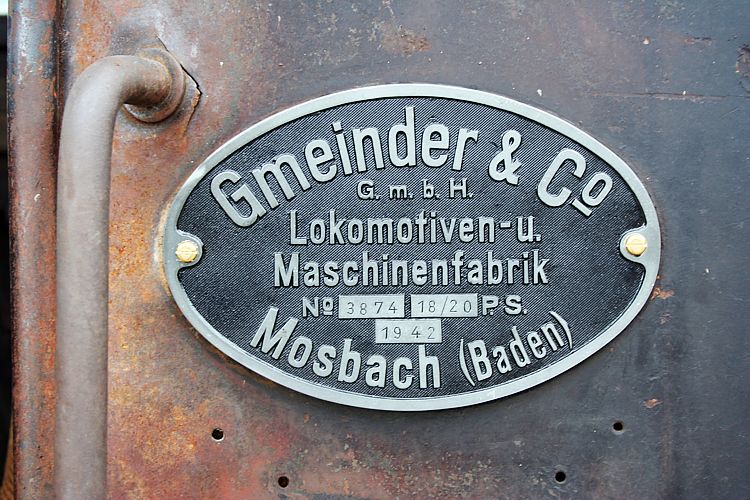 Gmeinder & Co
G.m.b.H.
Lokomotiven-u.
Maschinenfabrik
No 3874 18/20 P.S.
1942
Mosbach (Baden)